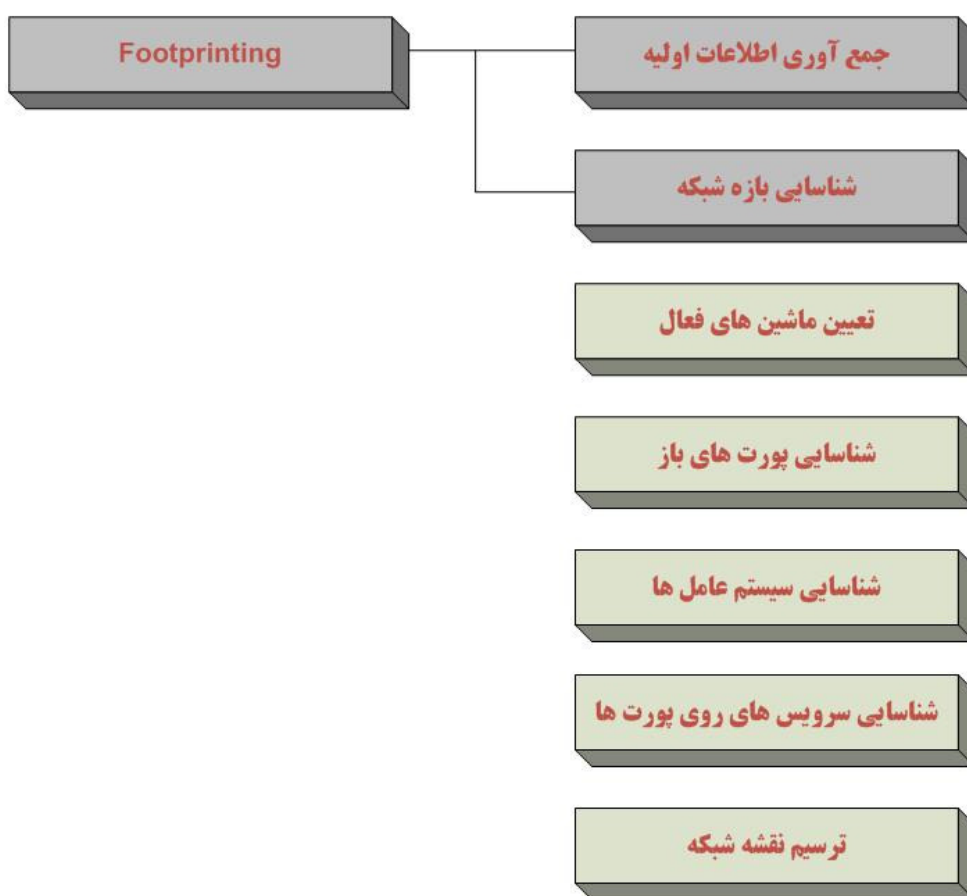 Footprinting
جمع آوری اطلاعات اولیه
شناسایی بازه شبکه
تعیین ماشین های فعال
شناسایی پورت های باز
شناسایی سیستم عامل ها
شناسایی سرویس های روی پورت ها
ترسیم نقشه شبکه